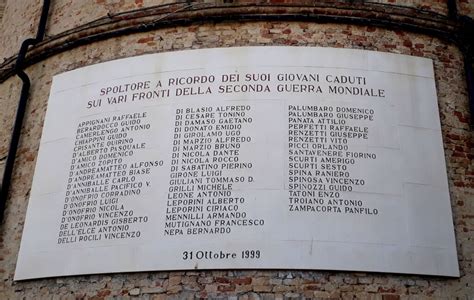 SPOLTORE A RICORDO DEI SUOI GIOVANI CADUTI
SUI VARI FRONTI DELLA SECONDA GUERRA MONDIALE
APPIGNANI RAFFAELE
BERARDOCCO GUIDO
CAMERLENGO ANTONIO
CHIAPPINI GUIDO
CRISANTE QUIRINO
D'ALBERTO PASQUALE
D'AMICO DOMENICO
D'AMICO ZOPITO
D'ANDREAMATTEO ALFONSO
D'ANDREAMATTEO BIASE
D'ANNIBALLE CARLO
D'ANNIBALLE PACIFICO V.
D'ONOFRIO CORRADINO
D'ONOFRIO LUIGI
D'ONOFRIO NICOLA
D'ONOFRIO VINCENZO
DE LEONARDIS GISBERTO
DELL'ELCE ANTONIO
DELLI ROCILI VINCENZO
DI BLASIO ALFREDO
DI CESARE TONINO
DI DAMASO GAETANO
DI DONATO EMIDIO
DI GIROLAMO UGO
DI MARZIO ALFREDO
DI MARZIO BRUNO
DI NICOLA DANTE
DI NICOLA ROCCO
DI SABATINO PIERINO
GIRONE LUIGI
GIULIANI TOMMASO D.
GRILLI MICHELE
LEONE ANTONIO
LEPORINI ALBERTO
LEPORINI CIRIACO
MENNILLI ARMANDO
MUTIGNANO FRANCESCO
NEPA BERNARDO
PALUMBARO DOMENICO
PALUMBARO GIUSEPPE
PANATA ATTILIO
PERFETTI RAFFAELE
RENZETTI GIUSEPPE
RENZETTI VITO
RICCI ORLANDO
SANTAVENERE FIORINO
SCURTI AMERIGO
SCURTI SESTO
SPINA RANIERO
SPINOSA VINCENZO
SPINOZZI GUIDO
TATONI ENZO
TROIANO ANTONIO
ZAMPACORTA PANFILO
31 Ottobre 1999